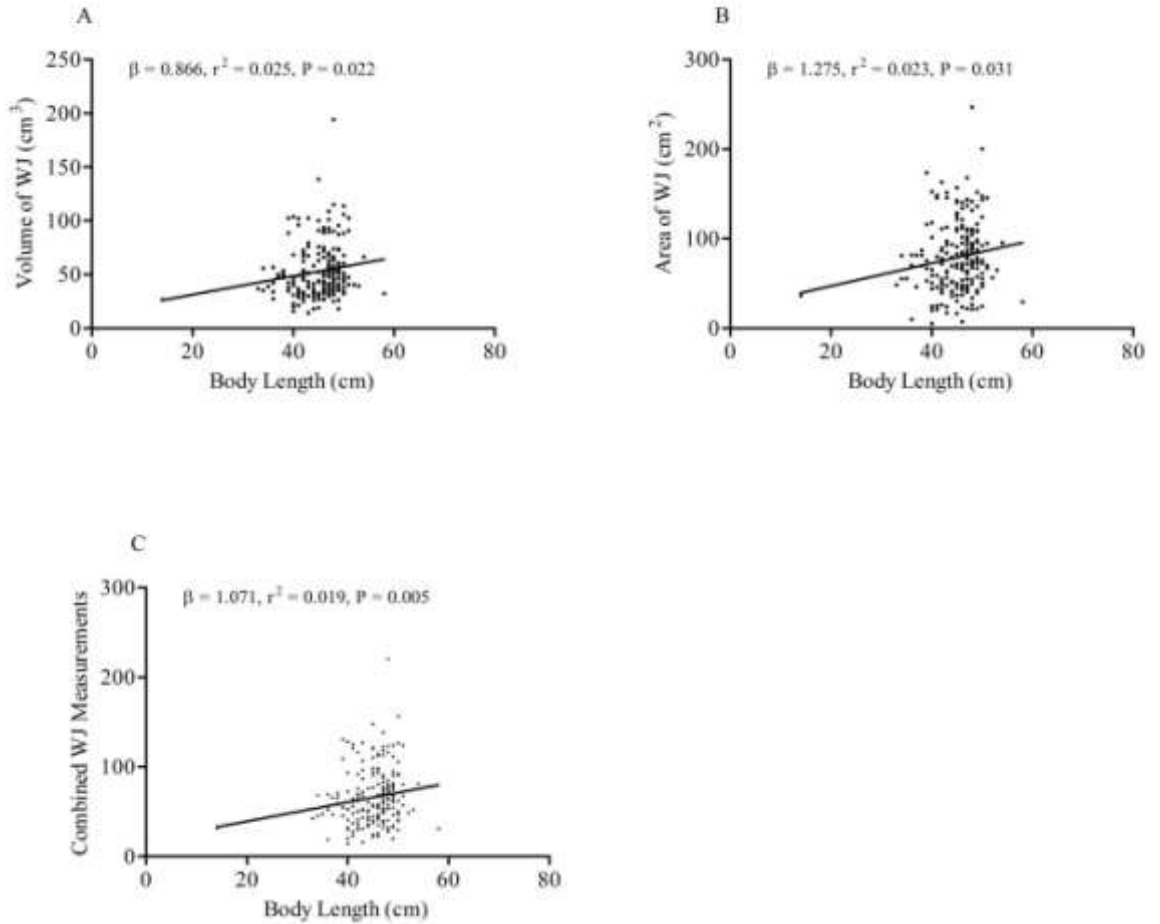 A
β = 0.866, r² = 0.025, P = 0.022
Volume of WJ (cm³)
250
200
150
100
50
0
0 20 40 60 80
Body Length (cm)
B
β = 1.275, r² = 0.023, P = 0.031
Area of WJ (cm²)
300
200
100
0
0 20 40 60 80
Body Length (cm)
C
β = 1.071, r² = 0.019, P = 0.005
Combined WJ Measurements
300
200
100
0
0 20 40 60 80
Body Length (cm)